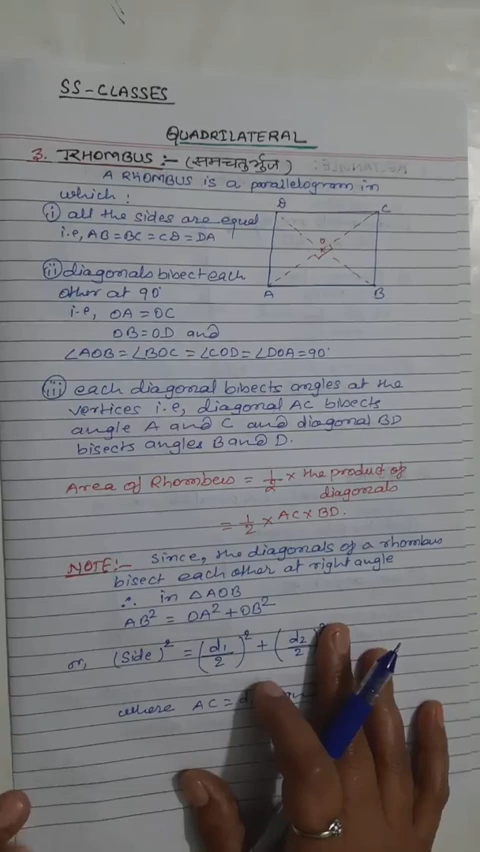 SS-CLASSES
QUADRILATERAL
3. RHOMBUS :- (समचतुर्भुज)
A RHOMBUS is a parallelogram in
which :
(i) all the sides are equal
i.e, AB = BC = CD = DA
D C
O
A B
(ii) diagonals bisect each
other at 90°
i.e, OA = OC
OB = OD and
∠AOB = ∠BOC = ∠COD = ∠DOA = 90°
(iii) each diagonal bibects angles at the
vertices i.e, diagonal AC bisects
angle A and C and diagonal BD
bisects angles B and D.
Area of Rhombus = 1/2 × the product of
diagonals
= 1/2 × AC × BD.
NOTE:- Since, the diagonals of a rhombus
bisect each other at right angle
∴ in △AOB
AB² = OA² + OB²
or, (Side)² = (d₁/2)² + (d₂/2)²
where AC =